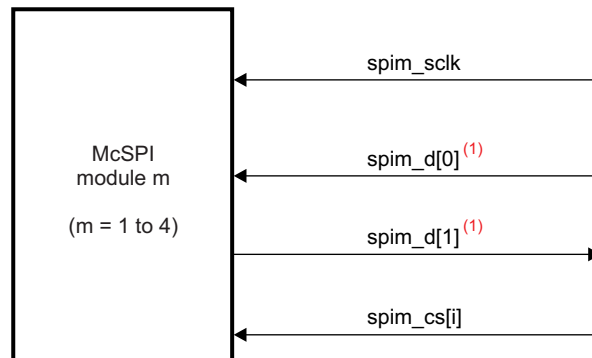 McSPI
module m
(m = 1 to 4)
spim_sclk
spim_d[0] (1)
spim_d[1] (1)
spim_cs[i]